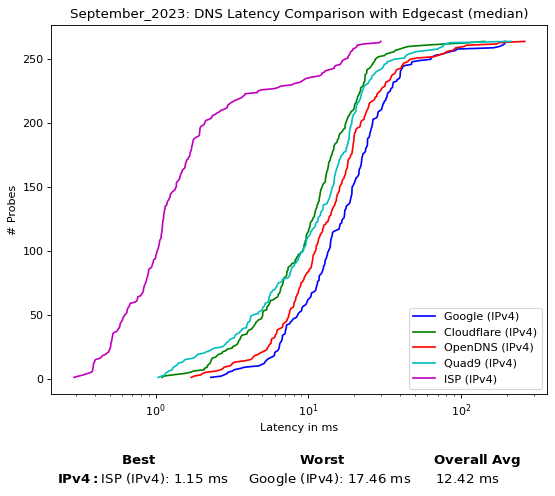 September_2023: DNS Latency Comparison with Edgecast (median)
250
200
150
100
50
0
# Probes
10⁰
10¹
10²
Latency in ms
Google (IPv4)
Cloudflare (IPv4)
OpenDNS (IPv4)
Quad9 (IPv4)
ISP (IPv4)
Best Worst Overall Avg
IPv4: ISP (IPv4): 1.15 ms Google (IPv4): 17.46 ms 12.42 ms